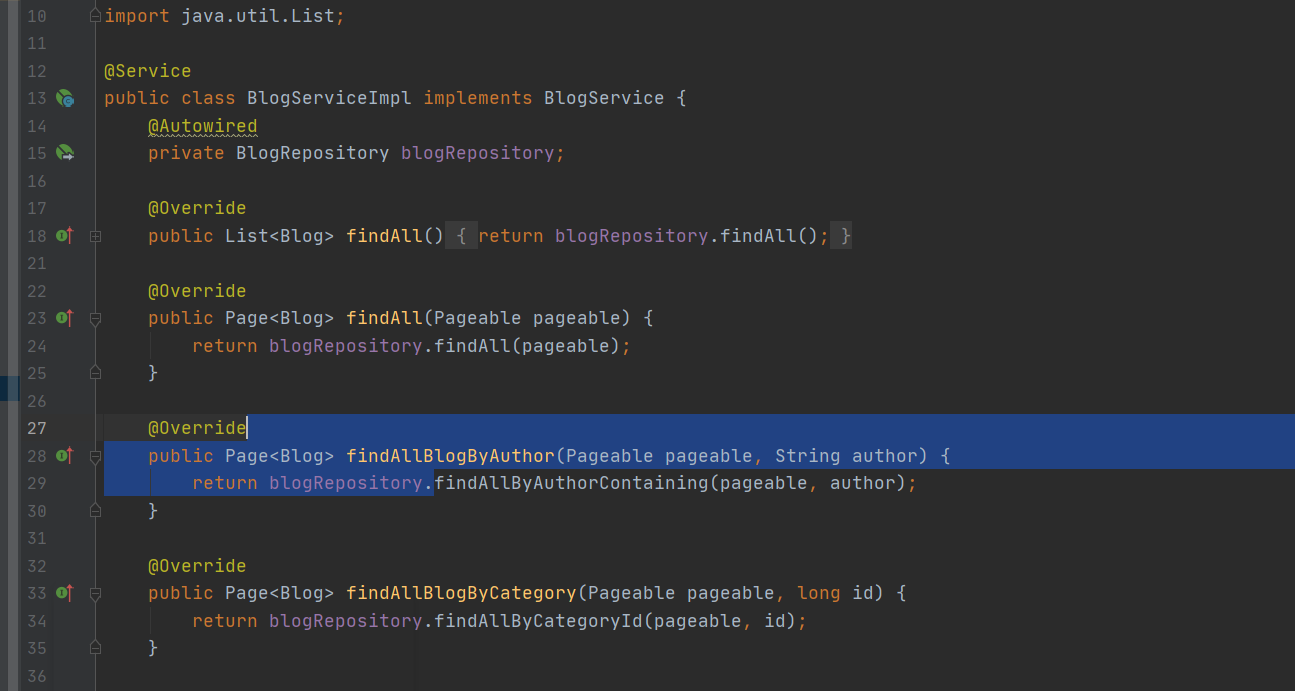 10 import java.util.List;
11
12 @Service
13 public class BlogServiceImpl implements BlogService {
14 @Autowired
15 private BlogRepository blogRepository;
16
17 @Override
18 public List<Blog> findAll() { return blogRepository.findAll(); }
21
22 @Override
23 public Page<Blog> findAll(Pageable pageable) {
24 return blogRepository.findAll(pageable);
25 }
26
27 @Override
28 public Page<Blog> findAllBlogByAuthor(Pageable pageable, String author) {
29 return blogRepository.findAllByAuthorContaining(pageable, author);
30 }
31
32 @Override
33 public Page<Blog> findAllBlogByCategory(Pageable pageable, long id) {
34 return blogRepository.findAllByCategoryId(pageable, id);
35 }
36